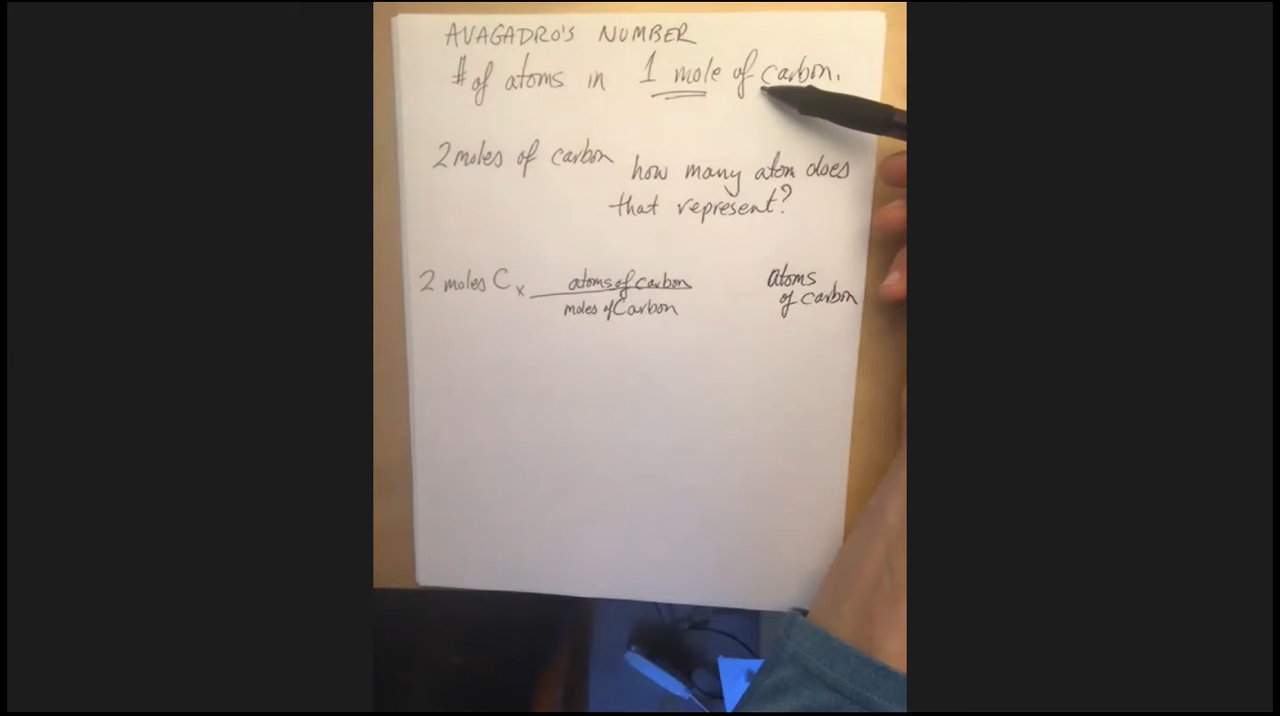 AVAGADRO'S NUMBER
# of atoms in 1 mole of carbon.
2 moles of carbon how many atom does
that represent?
2 moles C x atoms of carbon
moles of Carbon
atoms
of carbon